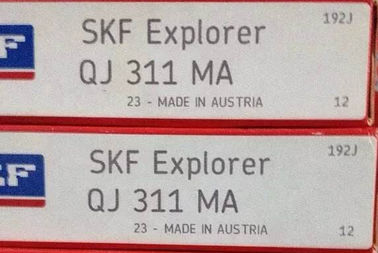 192J
SKF Explorer
QJ 311 MA
23 - MADE IN AUSTRIA 12
192J
SKF Explorer
QJ 311 MA
23 - MADE IN AUSTRIA 12